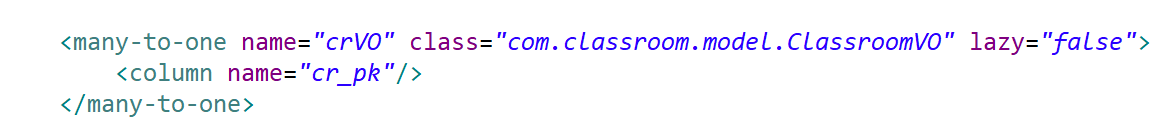 <many-to-one name="crVO" class="com.classroom.model.ClassroomVO" lazy="false">
<column name="cr_pk"/>
</many-to-one>